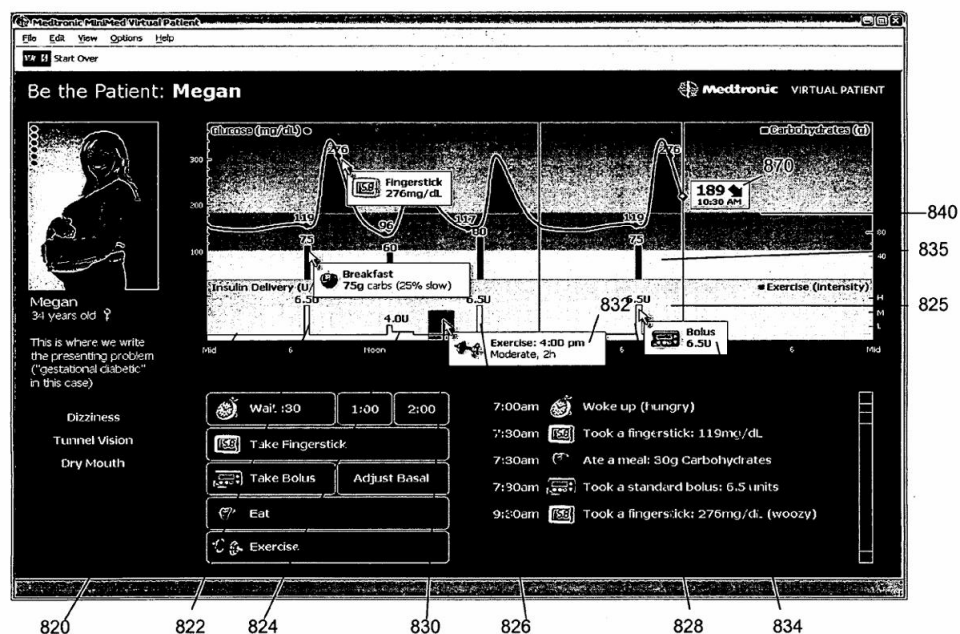 Medtronic MiniMed Virtual Patient
File Edit View Options Help
Start Over
Be the Patient: Megan
Medtronic VIRTUAL PATIENT
Glucose (mg/dL)
Carbohydrates (g)
300
200
100
276
Fingerstick
276mg/dL
119
75
96
60
117
80
119
75
276
870
189
10:30 AM
840
80
835
40
Breakfast
75g carbs (25% slow)
Insulin Delivery (U
Exercise (Intensity)
825
H
M
L
6.5U
4.0U
6.5U
832
6.5U
Exercise: 4:00 pm
Moderate, 2h
Bolus
6.5U
Mid 6 Noon 6 6 Mid
Megan
34 years old
This is where we write
the presenting problem
("gestational diabetic"
in this case)
Dizziness
Tunnel Vision
Dry Mouth
Wait :30 1:00 2:00
Take Fingerstick
Take Bolus Adjust Basal
Eat
Exercise
7:00am Woke up (hungry)
7:30am Took a fingerstick: 119mg/dL
7:30am Ate a meal: 30g Carbohydrates
7:30am Took a standard bolus: 6.5 units
9:30am Took a fingerstick: 276mg/dL (woozy)
820 822 824 830 826 828 834